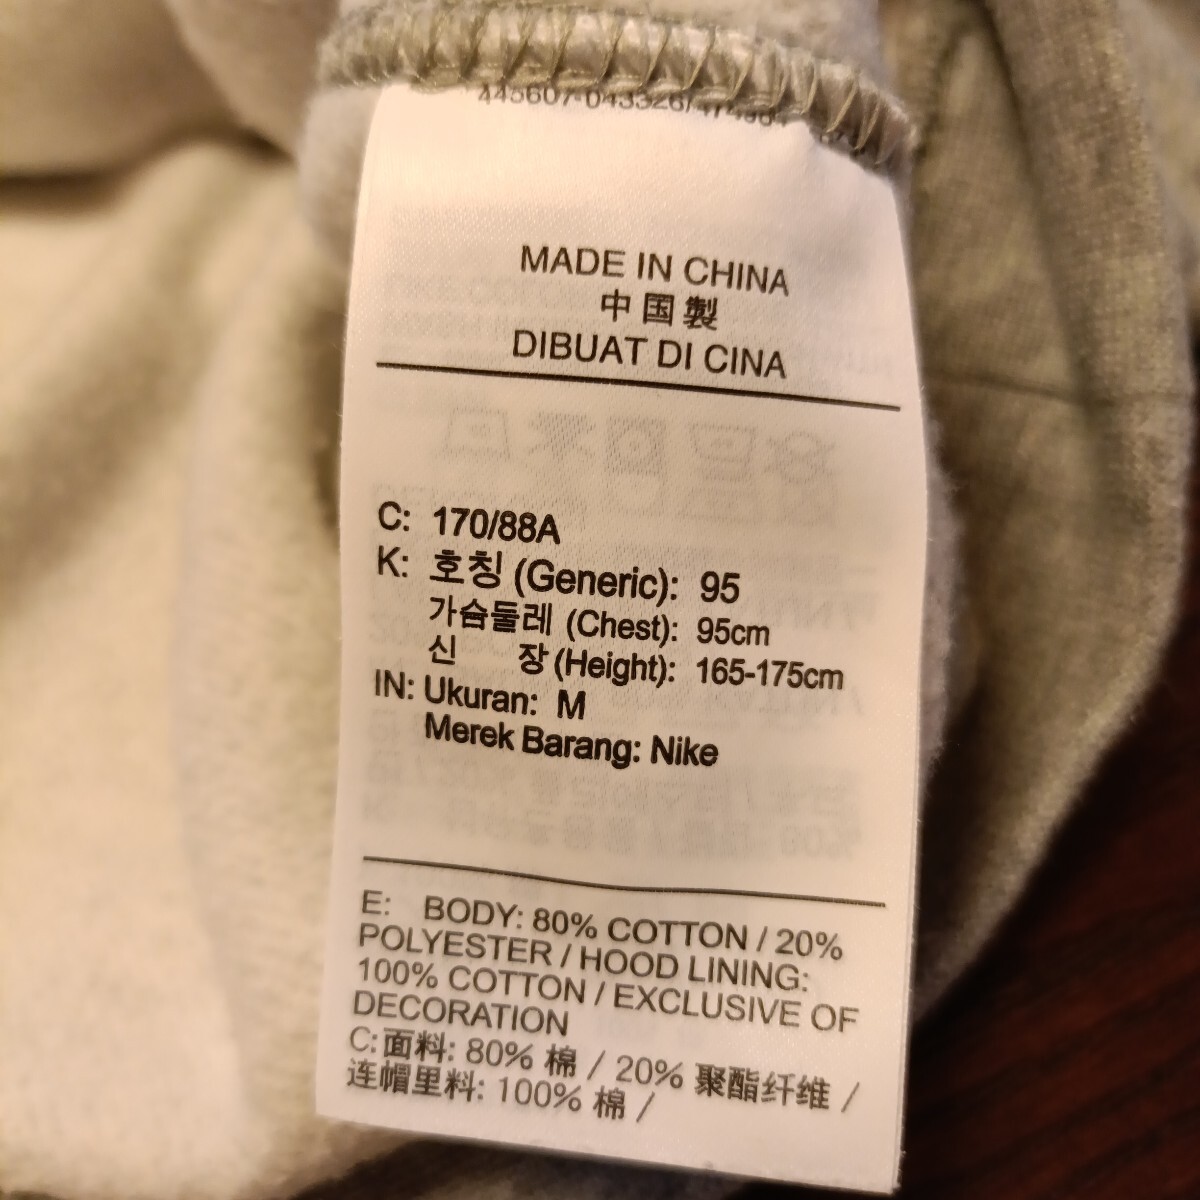 MADE IN CHINA
中国製
DIBUAT DI CINA
C: 170/88A
K: 호칭 (Generic): 95
가슴둘레 (Chest): 95cm
신 장 (Height): 165-175cm
IN: Ukuran: M
Merek Barang: Nike
E: BODY: 80% COTTON / 20%
POLYESTER / HOOD LINING:
100% COTTON / EXCLUSIVE OF
DECORATION
C: 面料: 80% 棉 / 20% 聚酯纤维 /
连帽里料: 100% 棉 /